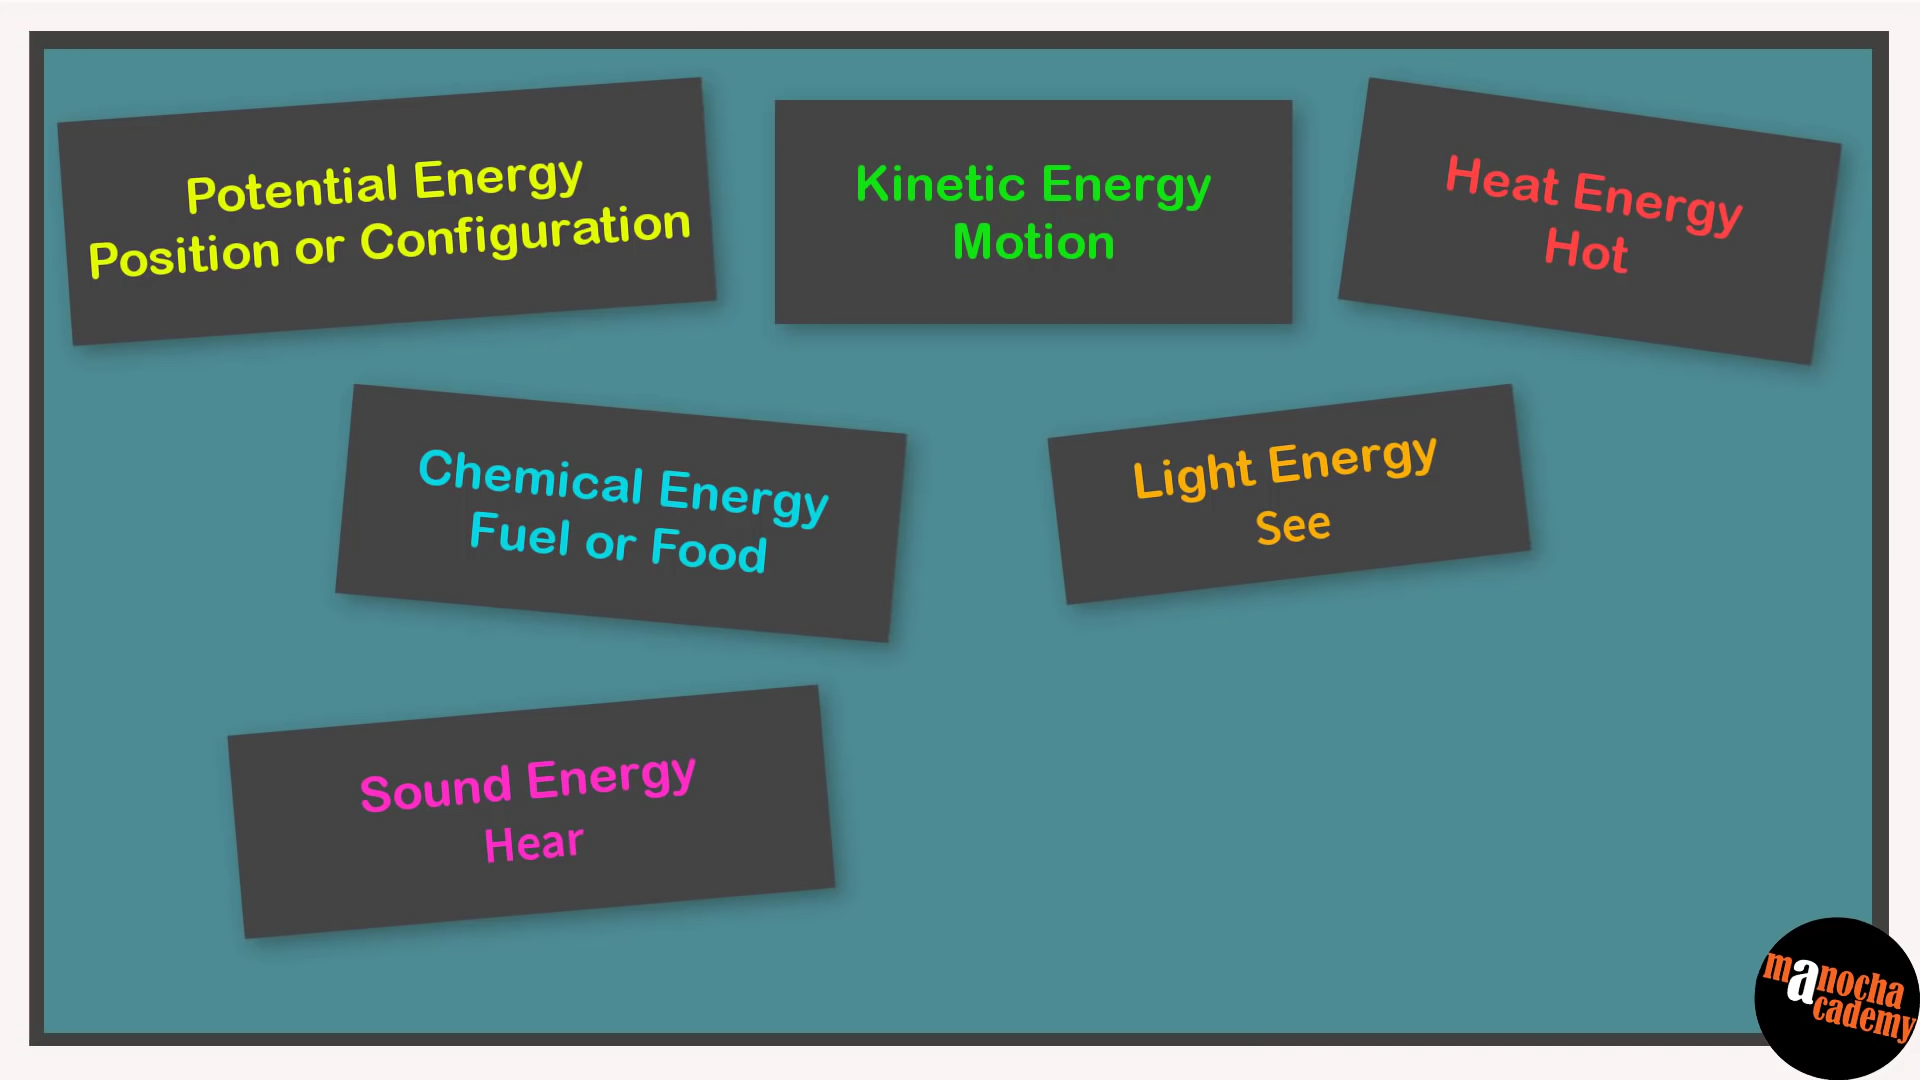 Potential Energy
Position or Configuration
Kinetic Energy
Motion
Heat Energy
Hot
Chemical Energy
Fuel or Food
Light Energy
See
Sound Energy
Hear
manocha
academy